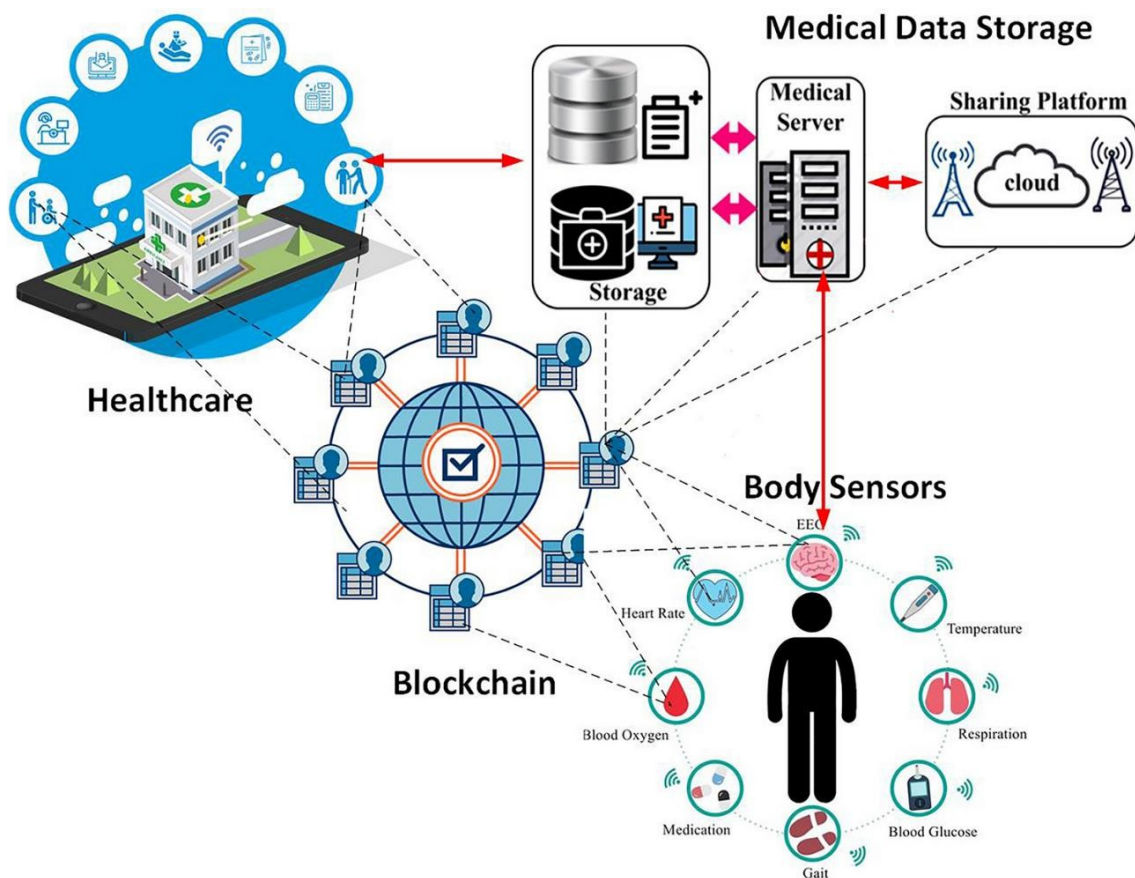 Medical Data Storage
Medical
Server
Sharing Platform
cloud
Storage
Healthcare
Body Sensors
EEG
Heart Rate
Temperature
Blockchain
Blood Oxygen
Respiration
Medication
Blood Glucose
Gait